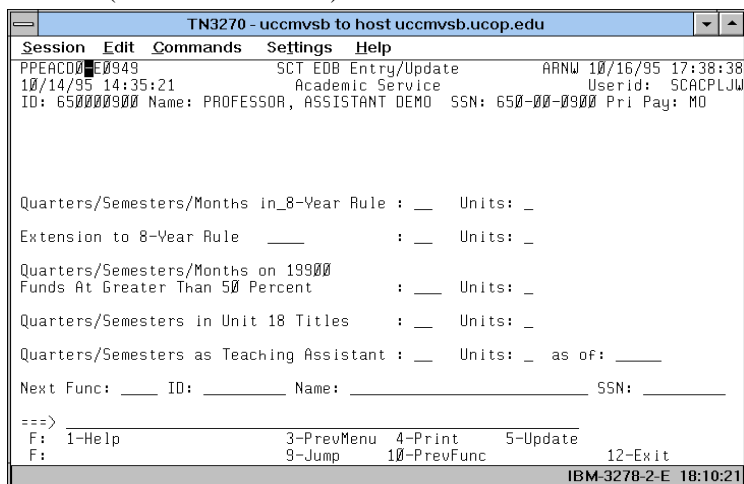 TN3270 - uccmvsb to host uccmvsb.ucop.edu
Session Edit Commands Settings Help
PPEACD0-E0949 SCT EDB Entry/Update ARNW 10/16/95 17:38:38
10/14/95 14:35:21 Academic Service Userid: SCACPLJW
ID: 650000900 Name: PROFESSOR, ASSISTANT DEMO SSN: 650-00-0900 Pri Pay: MO
Quarters/Semesters/Months in_8-Year Rule : __ Units: _
Extension to 8-Year Rule ____ : __ Units: _
Quarters/Semesters/Months on 19900
Funds At Greater Than 50 Percent : ___ Units: _
Quarters/Semesters in Unit 18 Titles : __ Units: _
Quarters/Semesters as Teaching Assistant : __ Units: _ as of: _____
Next Func: ____ ID: _________ Name: __________________________ SSN: _________
===>
F: 1-Help 3-PrevMenu 4-Print 5-Update
F: 9-Jump 10-PrevFunc 12-Exit
IBM-3278-2-E 18:10:21